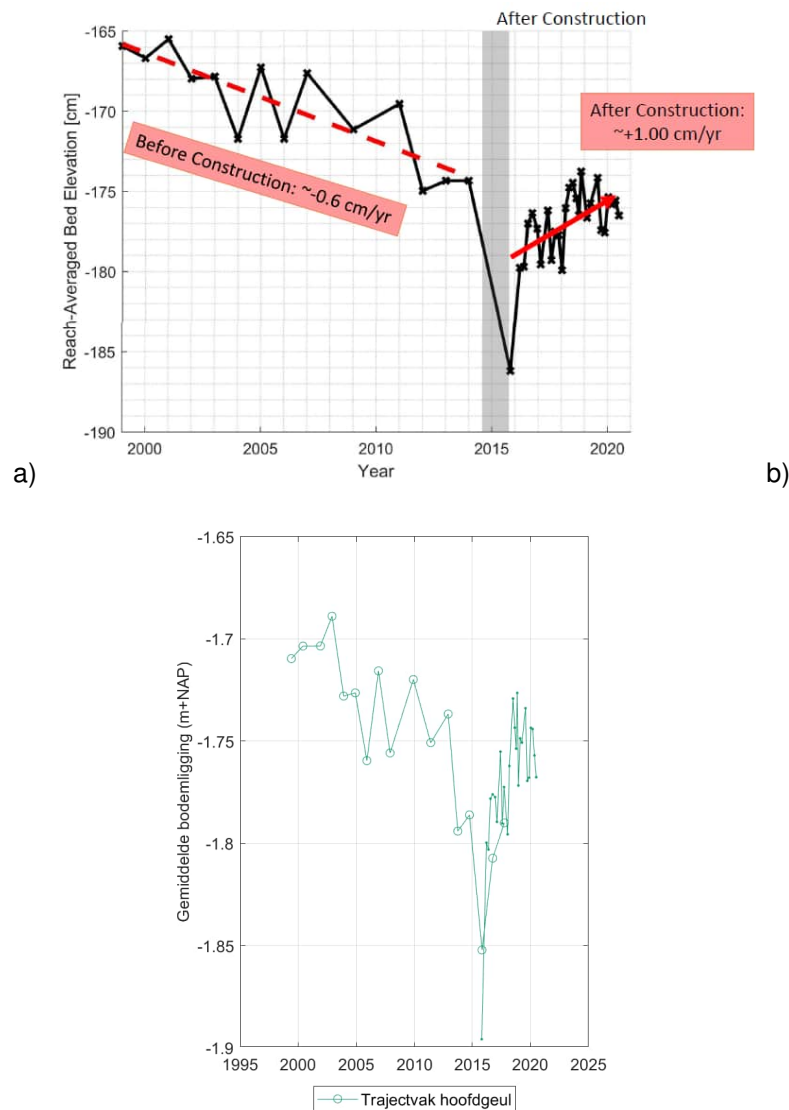 After Construction
-165
-170
-175
-180
-185
-190
Reach-Averaged Bed Elevation [cm]
Before Construction: ~-0.6 cm/yr
After Construction:
~+1.00 cm/yr
2000 2005 2010 2015 2020
Year
a) b)
-1.65
-1.7
-1.75
-1.8
-1.85
-1.9
Gemiddelde bodemligging (m+NAP)
1995 2000 2005 2010 2015 2020 2025
Trajectvak hoofdgeul